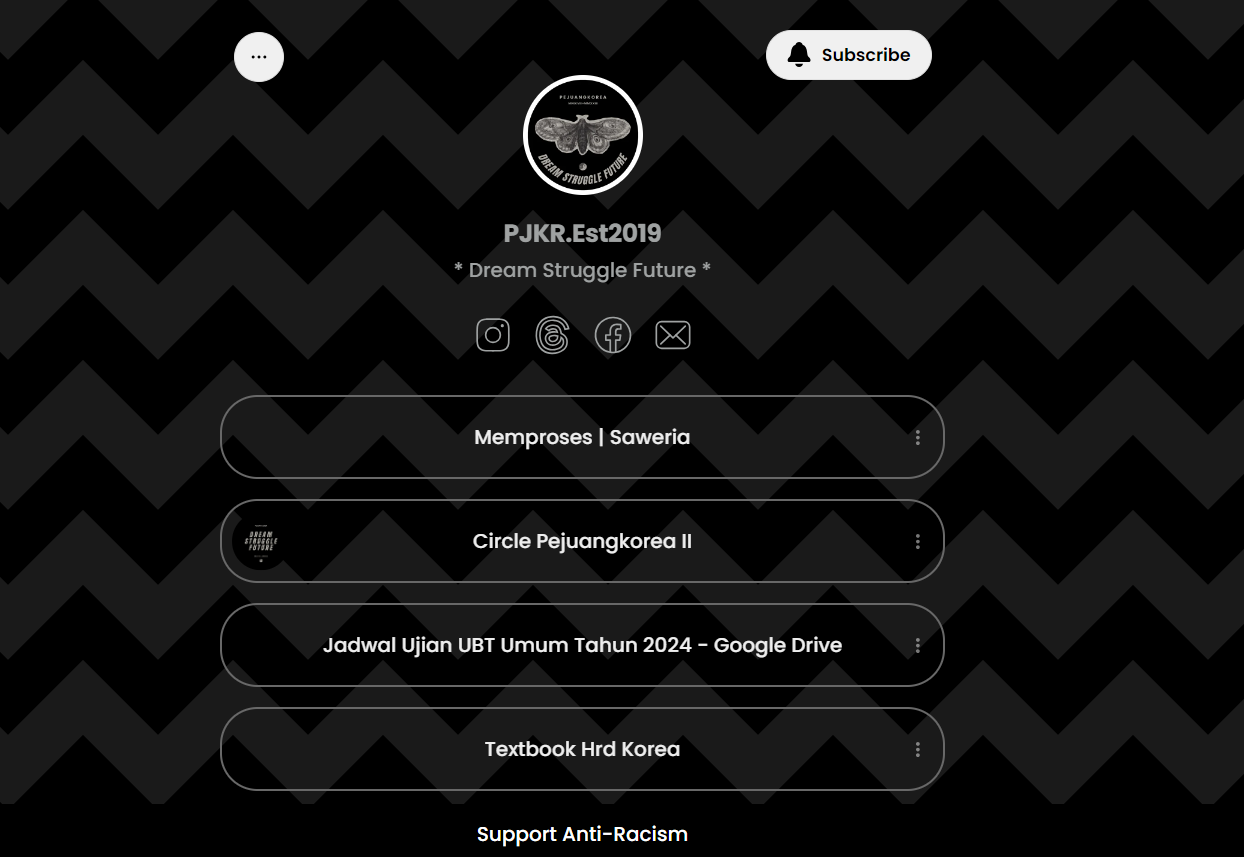 Subscribe
PEJUANGKOREA
DREAM STRUGGLE FUTURE
PJKR.Est2019
* Dream Struggle Future *
Memproses | Saweria
DREAM
STRUGGLE
FUTURE
Circle Pejuangkorea II
Jadwal Ujian UBT Umum Tahun 2024 - Google Drive
Textbook Hrd Korea
Support Anti-Racism